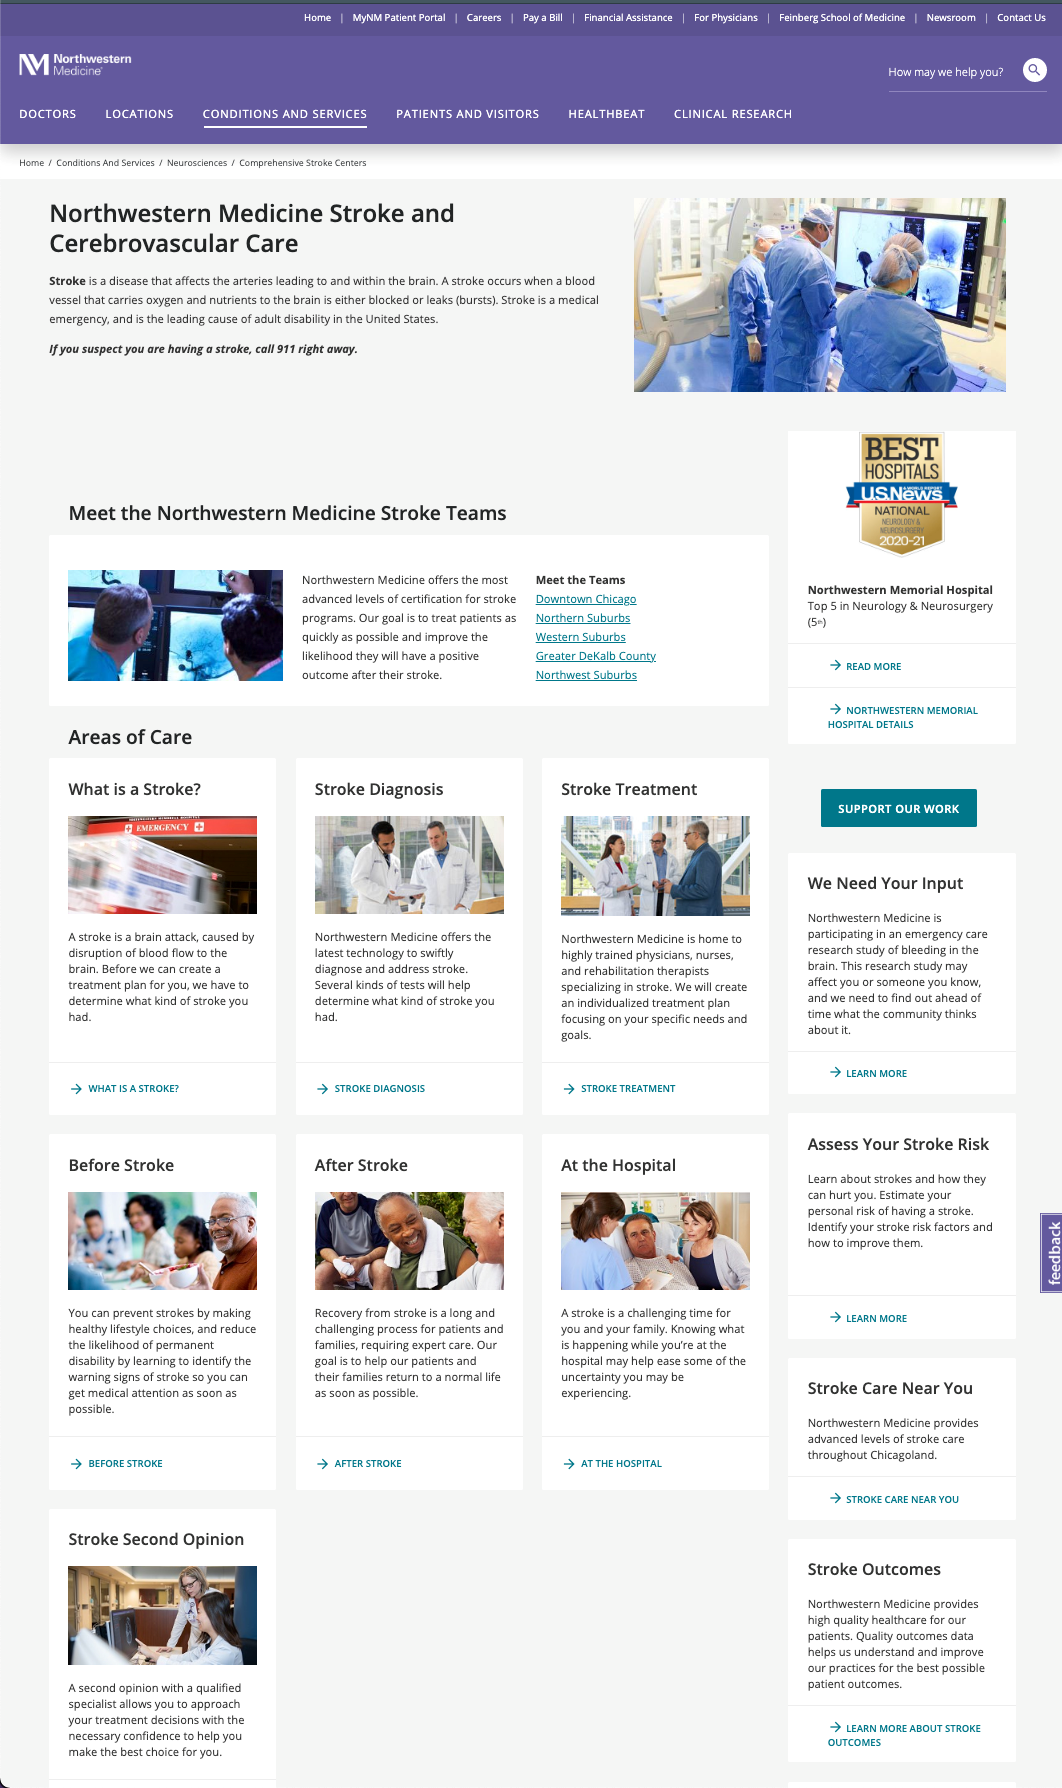 Home | MyNM Patient Portal | Careers | Pay a Bill | Financial Assistance | For Physicians | Feinberg School of Medicine | Newsroom | Contact Us
Northwestern
Medicine
How may we help you?
DOCTORS LOCATIONS CONDITIONS AND SERVICES PATIENTS AND VISITORS HEALTHBEAT CLINICAL RESEARCH
Home / Conditions And Services / Neurosciences / Comprehensive Stroke Centers
Northwestern Medicine Stroke and
Cerebrovascular Care
Stroke is a disease that affects the arteries leading to and within the brain. A stroke occurs when a blood
vessel that carries oxygen and nutrients to the brain is either blocked or leaks (bursts). Stroke is a medical
emergency, and is the leading cause of adult disability in the United States.
If you suspect you are having a stroke, call 911 right away.
Meet the Northwestern Medicine Stroke Teams
Northwestern Medicine offers the most
advanced levels of certification for stroke
programs. Our goal is to treat patients as
quickly as possible and improve the
likelihood they will have a positive
outcome after their stroke.
Meet the Teams
Downtown Chicago
Northern Suburbs
Western Suburbs
Greater DeKalb County
Northwest Suburbs
Areas of Care
What is a Stroke?
EMERGENCY
A stroke is a brain attack, caused by
disruption of blood flow to the
brain. Before we can create a
treatment plan for you, we have to
determine what kind of stroke you
had.
WHAT IS A STROKE?
Stroke Diagnosis
Northwestern Medicine offers the
latest technology to swiftly
diagnose and address stroke.
Several kinds of tests will help
determine what kind of stroke you
had.
STROKE DIAGNOSIS
Stroke Treatment
Northwestern Medicine is home to
highly trained physicians, nurses,
and rehabilitation therapists
specializing in stroke. We will create
an individualized treatment plan
focusing on your specific needs and
goals.
STROKE TREATMENT
Before Stroke
You can prevent strokes by making
healthy lifestyle choices, and reduce
the likelihood of permanent
disability by learning to identify the
warning signs of stroke so you can
get medical attention as soon as
possible.
BEFORE STROKE
After Stroke
Recovery from stroke is a long and
challenging process for patients and
families, requiring expert care. Our
goal is to help our patients and
their families return to a normal life
as soon as possible.
AFTER STROKE
At the Hospital
A stroke is a challenging time for
you and your family. Knowing what
is happening while you're at the
hospital may help ease some of the
uncertainty you may be
experiencing.
AT THE HOSPITAL
Stroke Second Opinion
A second opinion with a qualified
specialist allows you to approach
your treatment decisions with the
necessary confidence to help you
make the best choice for you.
BEST
HOSPITALS
U.S.News
& WORLD REPORT
NATIONAL
NEUROLOGY &
NEUROSURGERY
2020-21
Northwestern Memorial Hospital
Top 5 in Neurology & Neurosurgery
(5th)
READ MORE
NORTHWESTERN MEMORIAL
HOSPITAL DETAILS
SUPPORT OUR WORK
We Need Your Input
Northwestern Medicine is
participating in an emergency care
research study of bleeding in the
brain. This research study may
affect you or someone you know,
and we need to find out ahead of
time what the community thinks
about it.
LEARN MORE
Assess Your Stroke Risk
Learn about strokes and how they
can hurt you. Estimate your
personal risk of having a stroke.
Identify your stroke risk factors and
how to improve them.
LEARN MORE
Stroke Care Near You
Northwestern Medicine provides
advanced levels of stroke care
throughout Chicagoland.
STROKE CARE NEAR YOU
Stroke Outcomes
Northwestern Medicine provides
high quality healthcare for our
patients. Quality outcomes data
helps us understand and improve
our practices for the best possible
patient outcomes.
LEARN MORE ABOUT STROKE
OUTCOMES
feedback